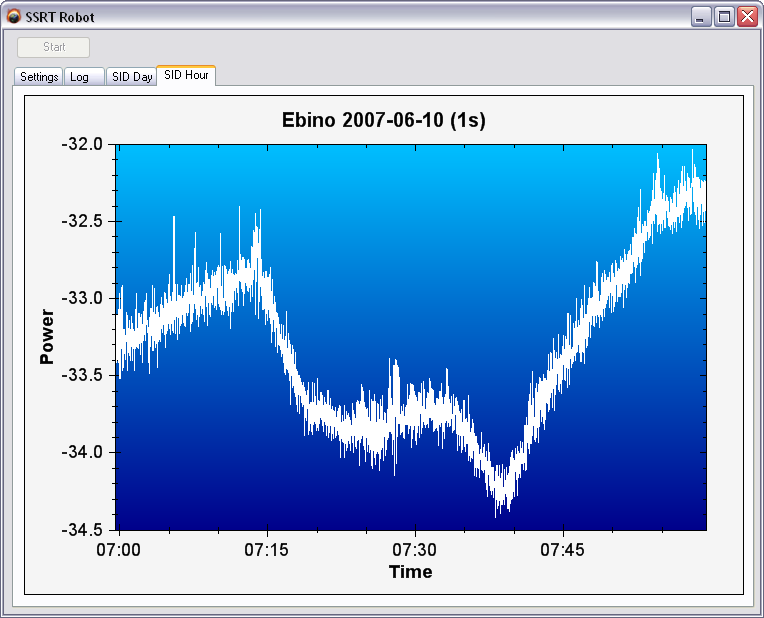 SSRT Robot
Start
Settings Log SID Day SID Hour
Ebino 2007-06-10 (1s)
-32.0
-32.5
-33.0
Power
-33.5
-34.0
-34.5
07:00 07:15 07:30 07:45
Time